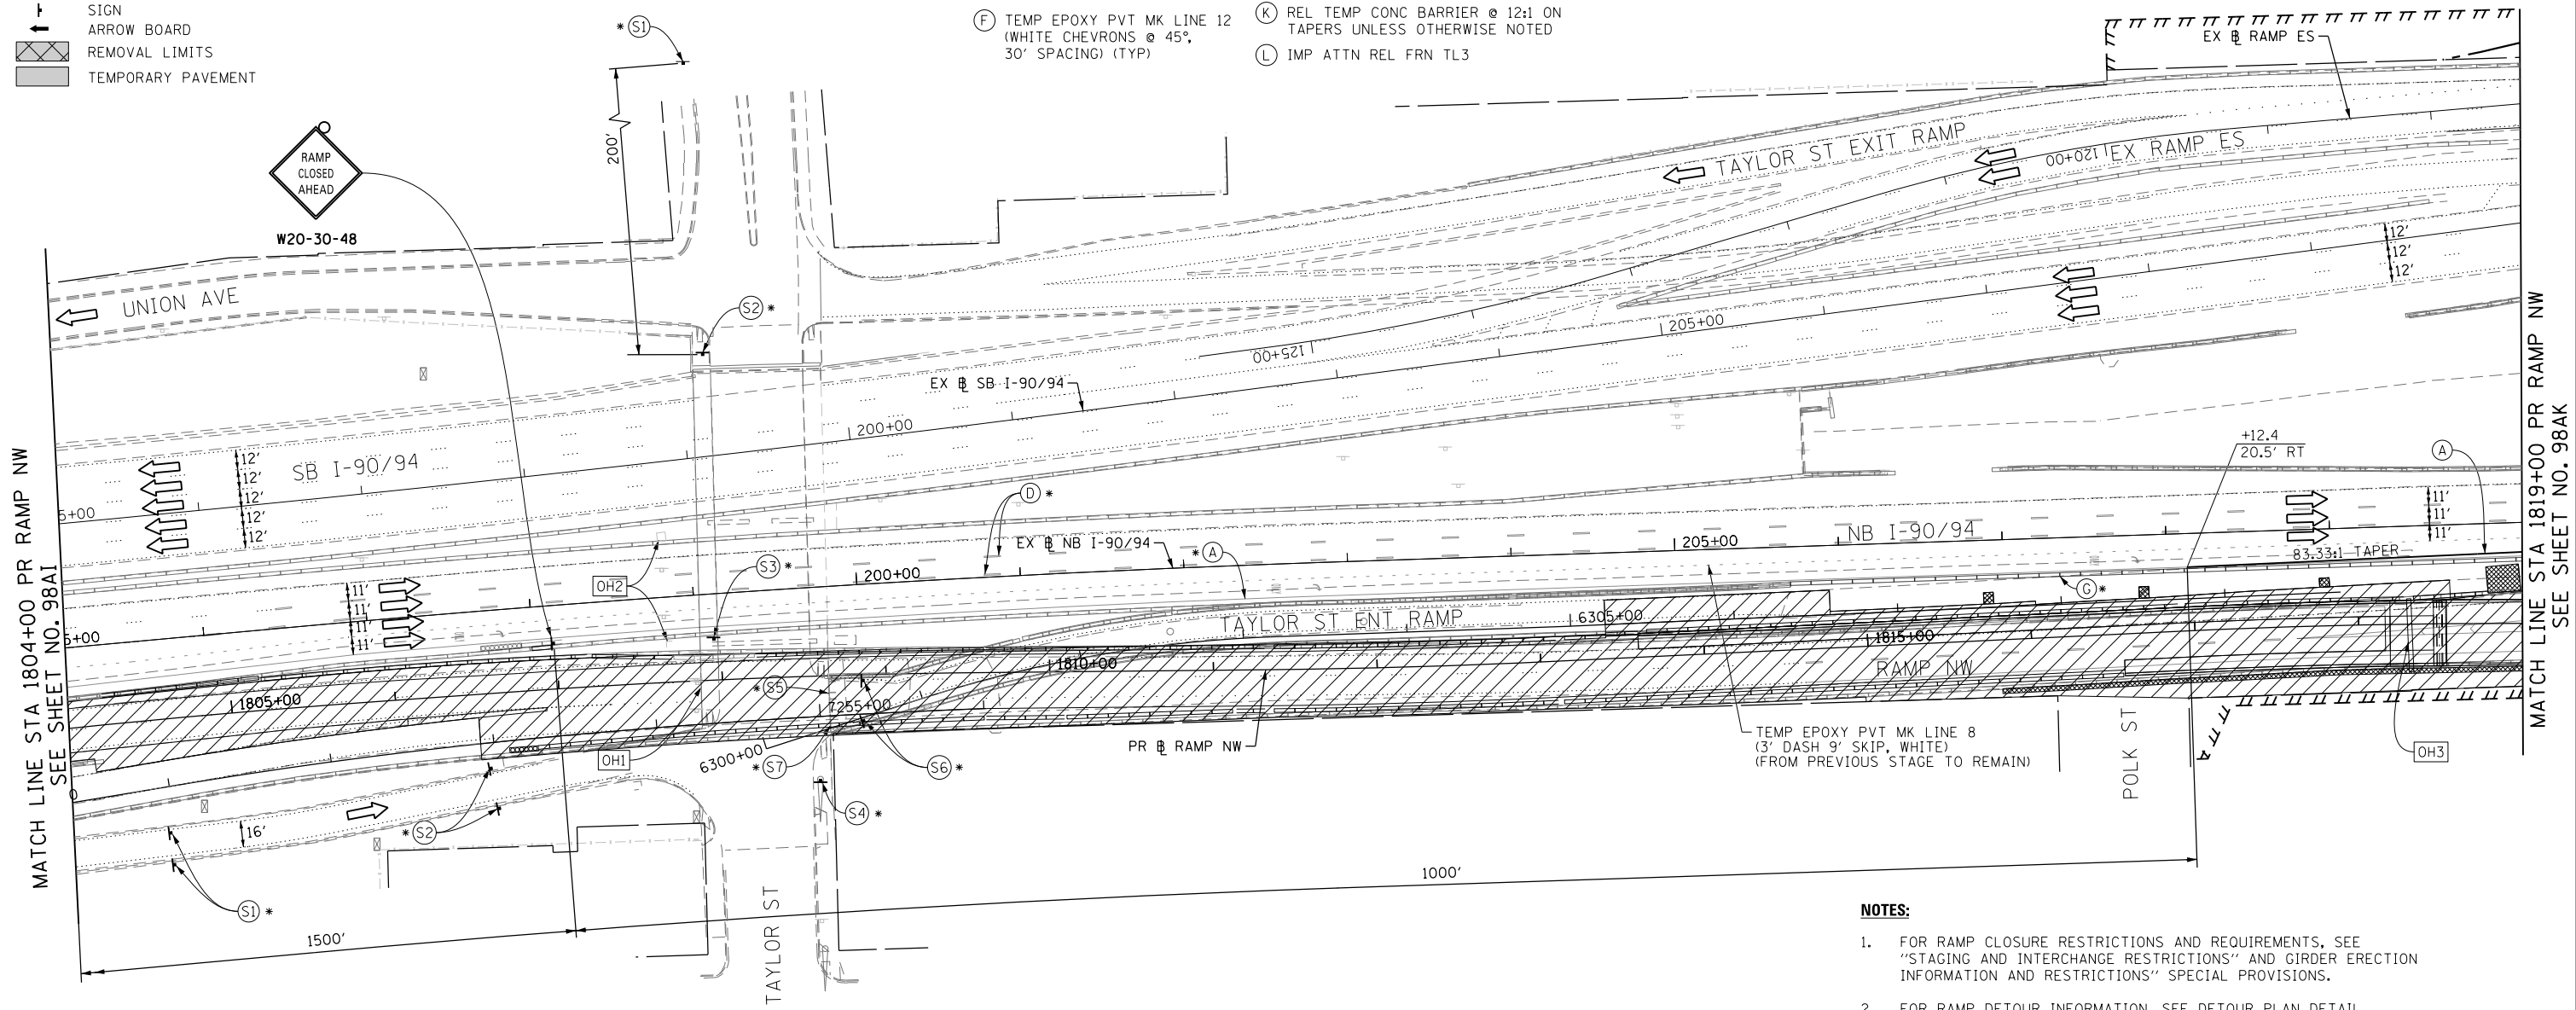 SIGN
ARROW BOARD
REMOVAL LIMITS
TEMPORARY PAVEMENT
* S1
F TEMP EPOXY PVT MK LINE 12
(WHITE CHEVRONS @ 45°,
30' SPACING) (TYP)
K REL TEMP CONC BARRIER @ 12:1 ON
TAPERS UNLESS OTHERWISE NOTED
L IMP ATTN REL FRN TL3
EX ℄ RAMP ES
RAMP
CLOSED
AHEAD
W20-30-48
200'
TAYLOR ST EXIT RAMP
120+00
EX RAMP ES
UNION AVE
S2 *
12'
12'
12'
205+00
125+00
EX ℄ SB I-90/94
200+00
SB I-90/94
12'
12'
12'
12'
12'
5+00
+12.4
20.5' RT
A
D *
EX ℄ NB I-90/94
* A
205+00
NB I-90/94
11'
11'
11'
83.33:1 TAPER
S3 *
200+00
OH2
11'
11'
11'
11'
5+00
G *
TAYLOR ST ENT RAMP
6305+00
1815+00
1810+00
RAMP NW
* S5
1805+00
7255+00
TEMP EPOXY PVT MK LINE 8
(3' DASH 9' SKIP, WHITE)
(FROM PREVIOUS STAGE TO REMAIN)
PR ℄ RAMP NW
OH1
6300+00
* S7
S6 *
S4 *
OH3
POLK ST
0
16'
* S2
S1 *
1000'
1500'
TAYLOR ST
MATCH LINE STA 1804+00 PR RAMP NW
SEE SHEET NO. 98AI
MATCH LINE STA 1819+00 PR RAMP NW
SEE SHEET NO. 98AK
NOTES:
1. FOR RAMP CLOSURE RESTRICTIONS AND REQUIREMENTS, SEE
"STAGING AND INTERCHANGE RESTRICTIONS" AND GIRDER ERECTION
INFORMATION AND RESTRICTIONS" SPECIAL PROVISIONS.
2. FOR RAMP DETOUR INFORMATION, SEE DETOUR PLAN DETAIL